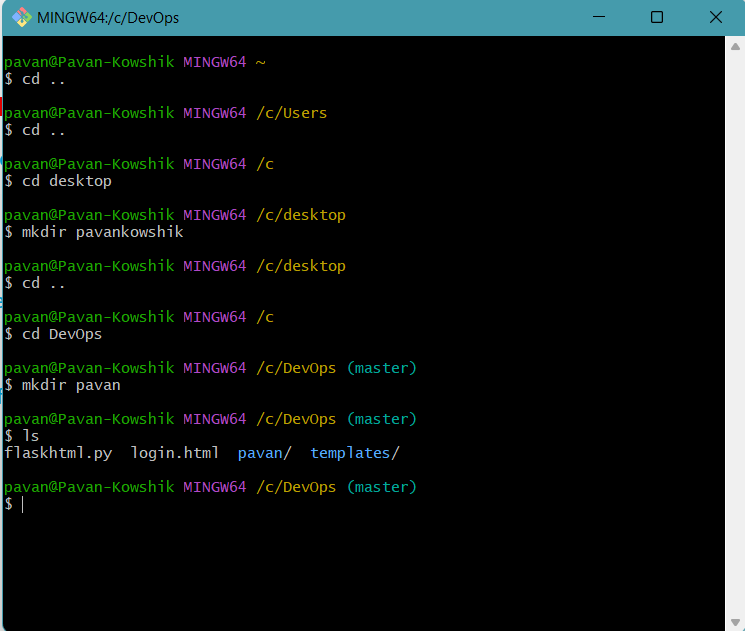 MINGW64:/c/DevOps
pavan@Pavan-Kowshik MINGW64 ~
$ cd ..
pavan@Pavan-Kowshik MINGW64 /c/Users
$ cd ..
pavan@Pavan-Kowshik MINGW64 /c
$ cd desktop
pavan@Pavan-Kowshik MINGW64 /c/desktop
$ mkdir pavankowshik
pavan@Pavan-Kowshik MINGW64 /c/desktop
$ cd ..
pavan@Pavan-Kowshik MINGW64 /c
$ cd DevOps
pavan@Pavan-Kowshik MINGW64 /c/DevOps (master)
$ mkdir pavan
pavan@Pavan-Kowshik MINGW64 /c/DevOps (master)
$ ls
flaskhtml.py  login.html  pavan/  templates/
pavan@Pavan-Kowshik MINGW64 /c/DevOps (master)
$